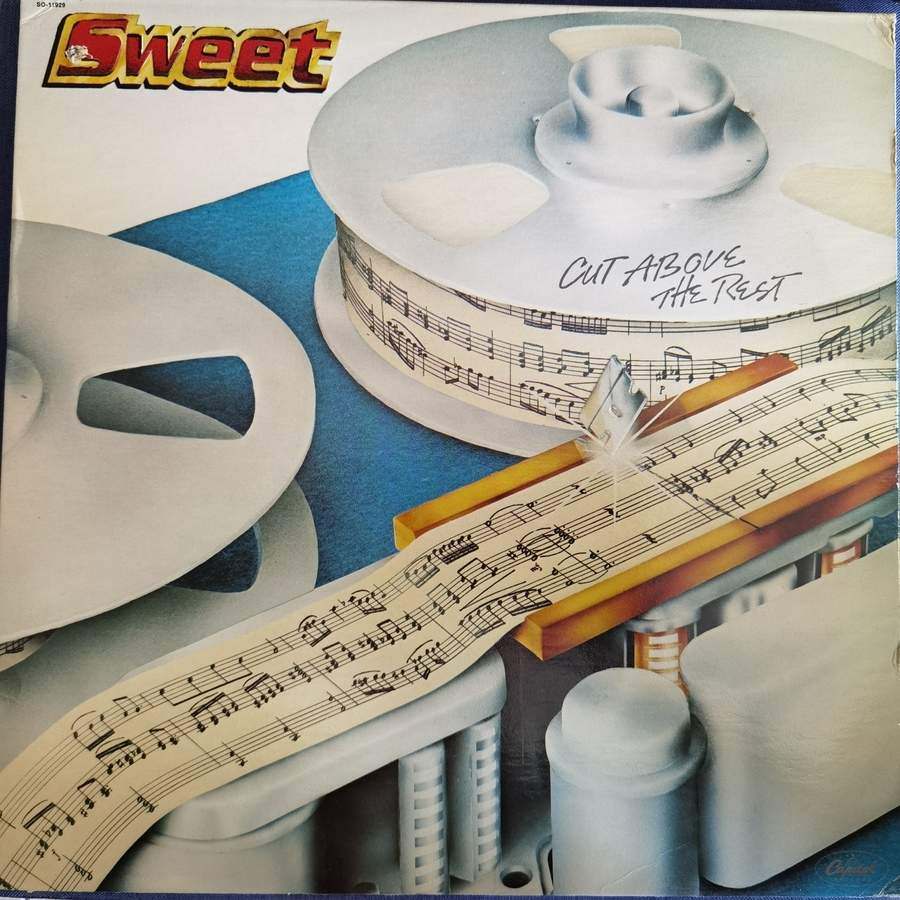 SO-11929
Sweet
CUT ABOVE
THE REST
Capitol